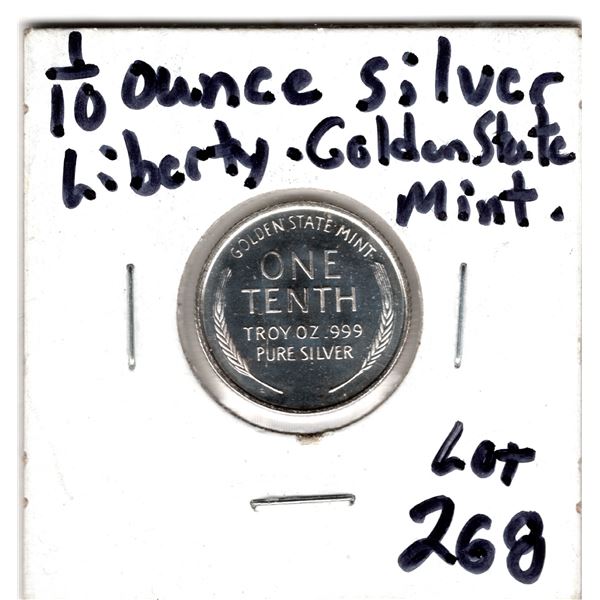 1/10 ounce silver
Liberty. Golden State
Mint.
GOLDEN STATE MINT
ONE
TENTH
TROY OZ .999
PURE SILVER
Lot
268